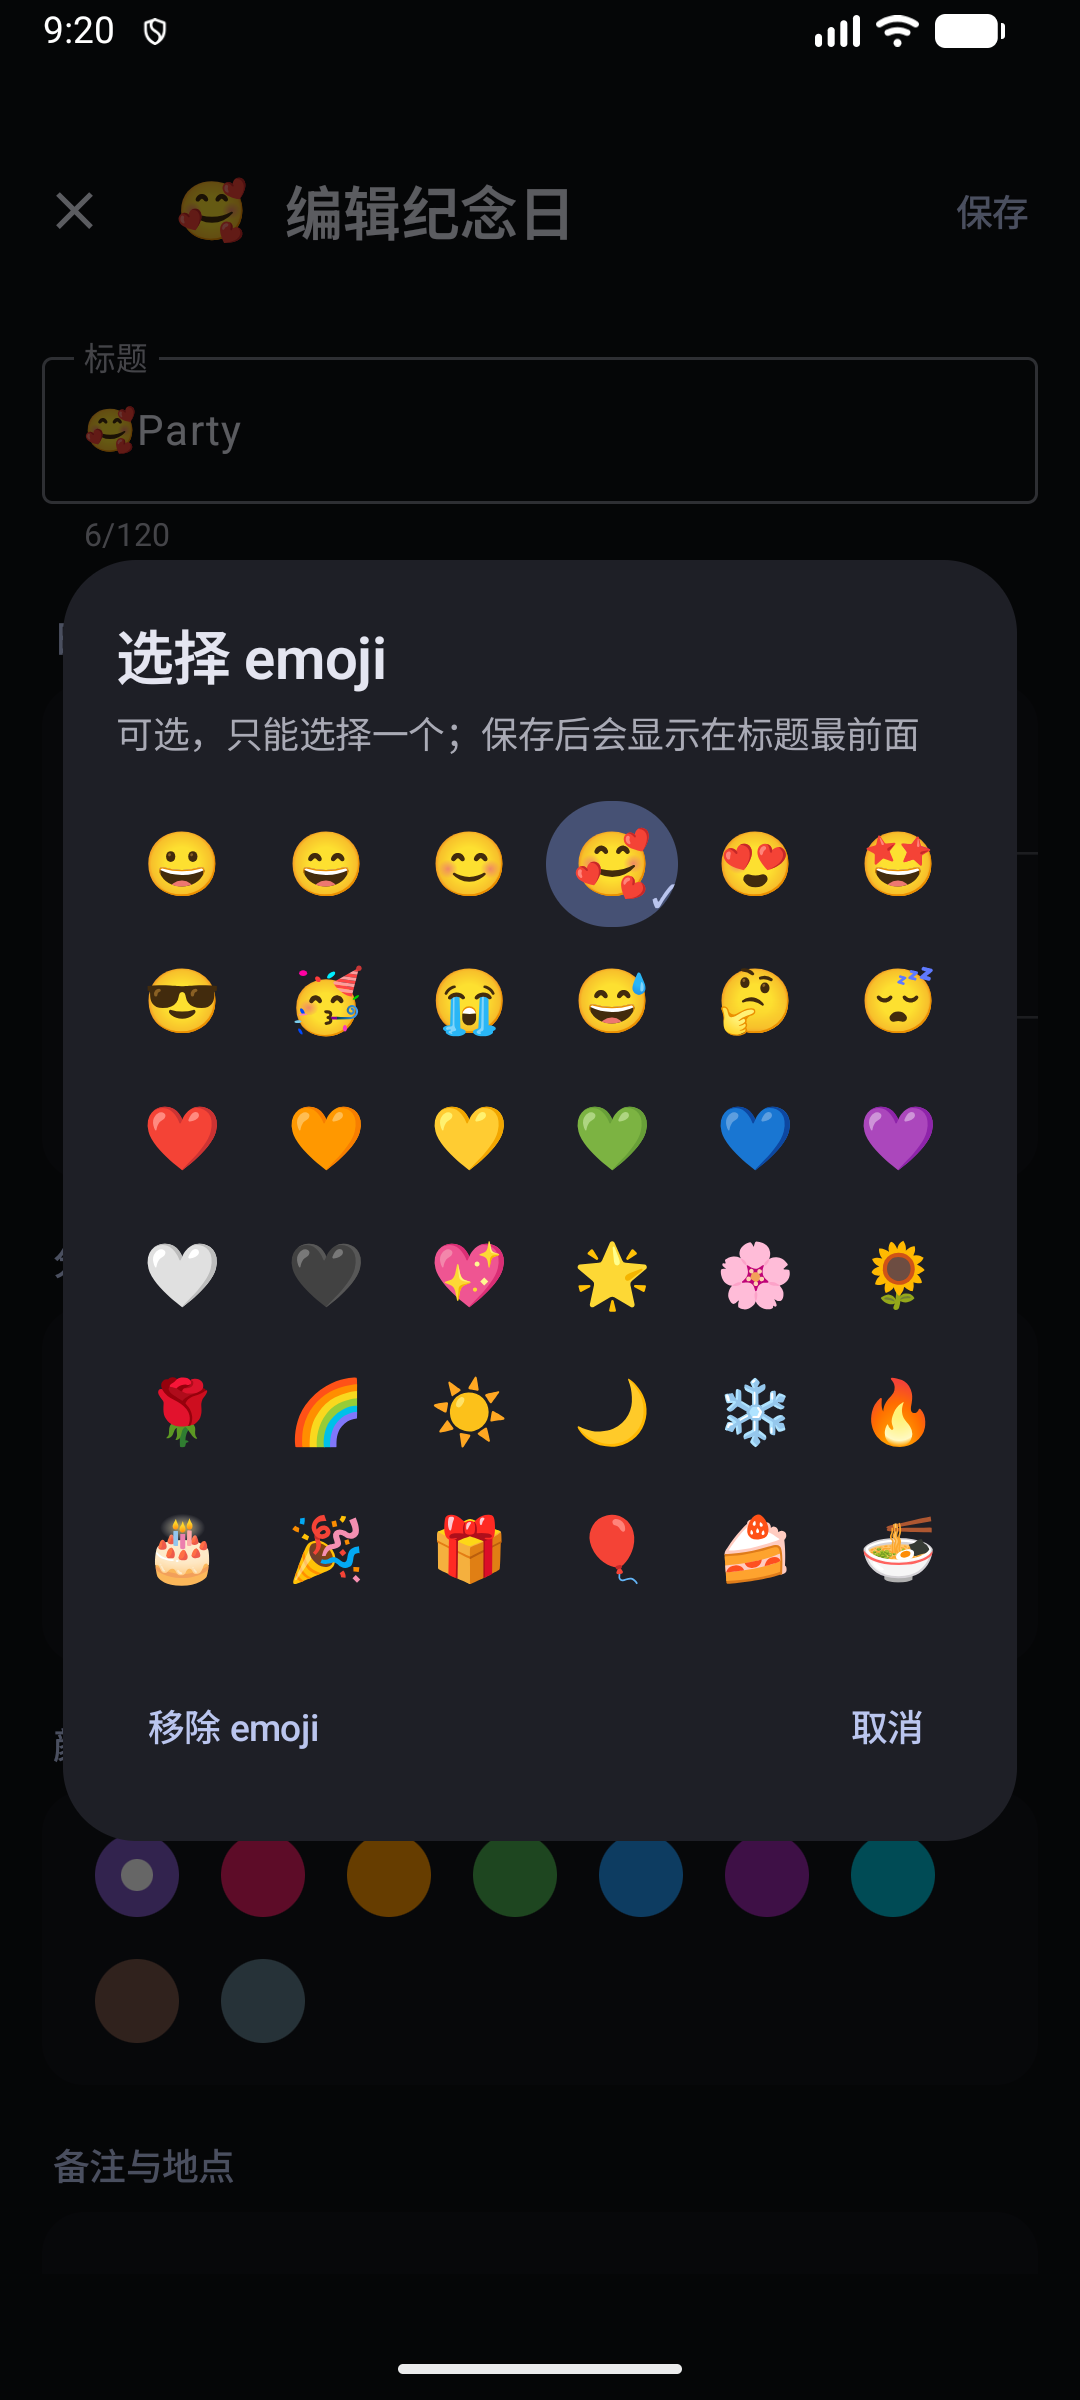 9:20
🥰 编辑纪念日
保存
标题
🥰Party
6/120
选择 emoji
可选，只能选择一个；保存后会显示在标题最前面
😀 😄 😊 🥰 ✓ 😍 🤩
😎 🥳 😭 😅 🤔 😴
❤️ 🧡 💛 💚 💙 💜
🤍 🖤 💖 🌟 🌸 🌻
🌹 🌈 ☀️ 🌙 ❄️ 🔥
🎂 🎉 🎁 🎈 🍰 🍜
移除 emoji
取消
备注与地点